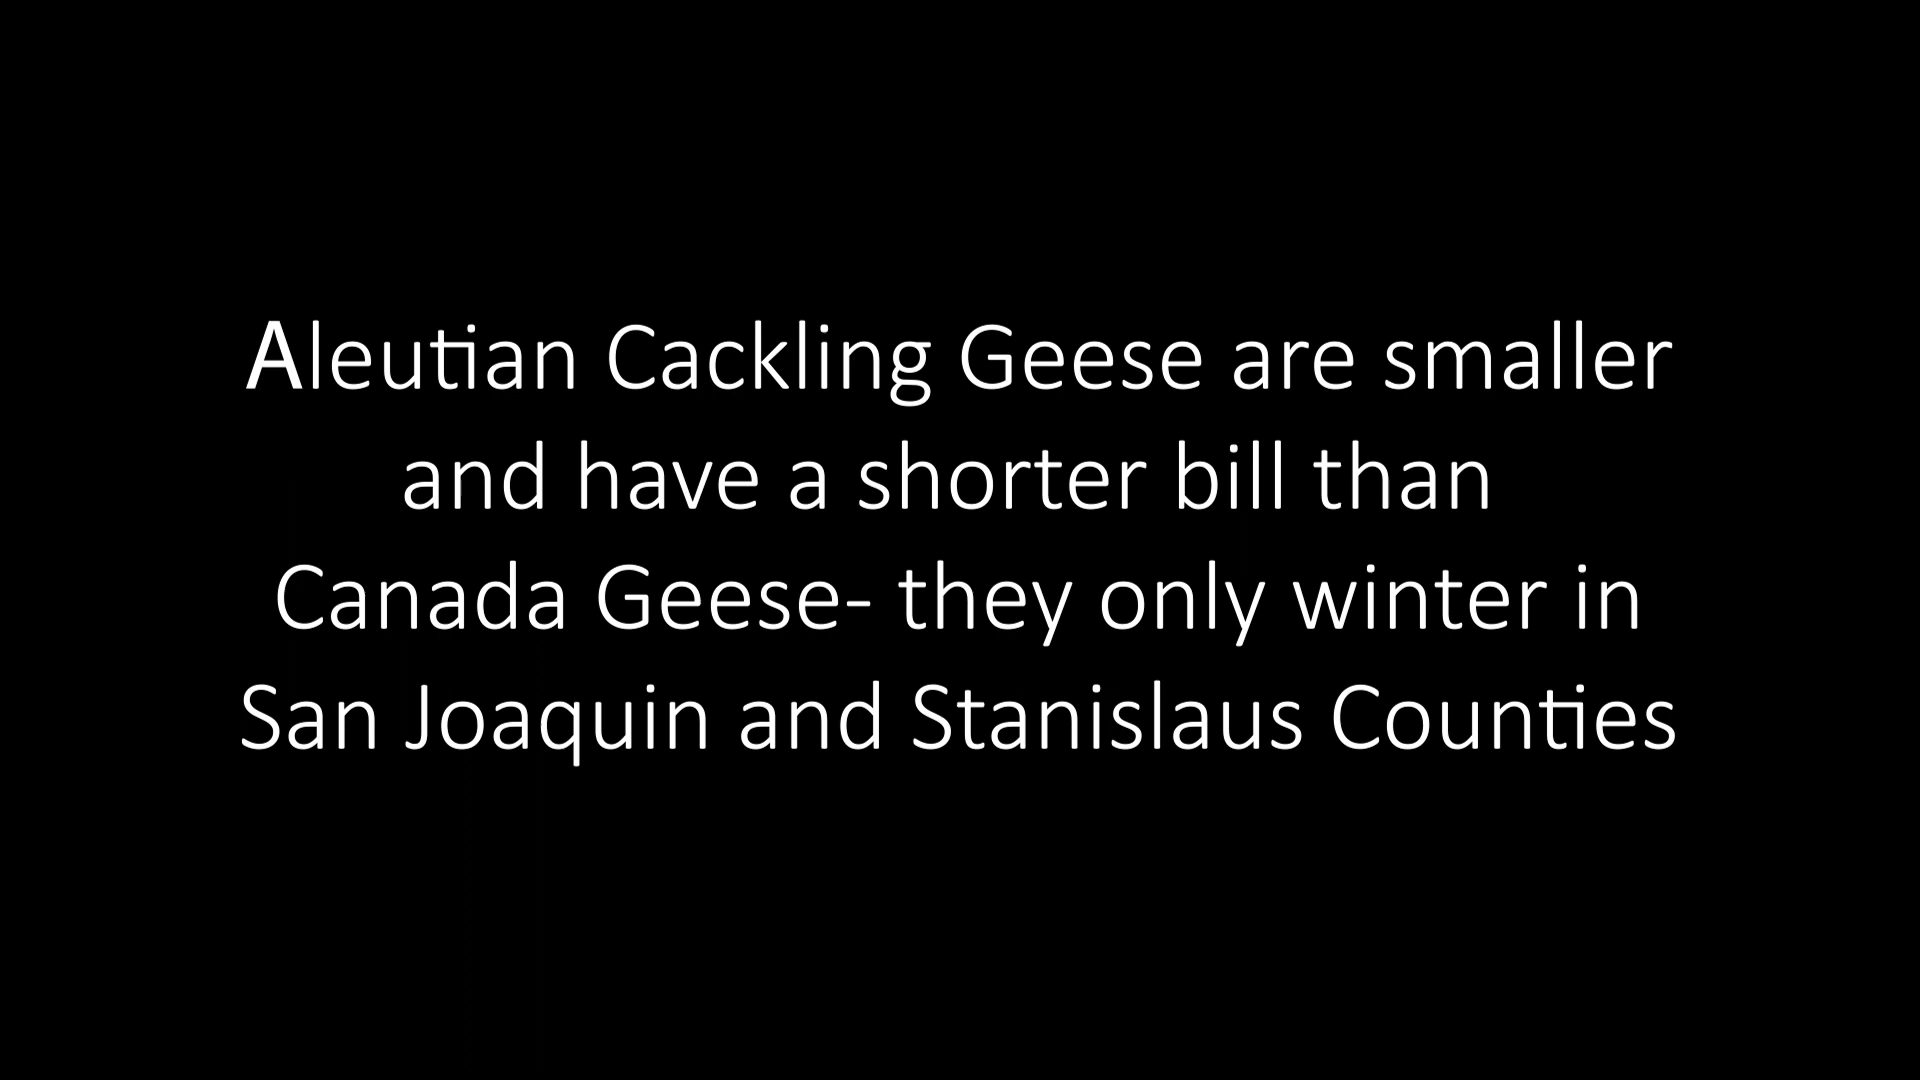 Aleutian Cackling Geese are smaller
and have a shorter bill than
Canada Geese- they only winter in
San Joaquin and Stanislaus Counties